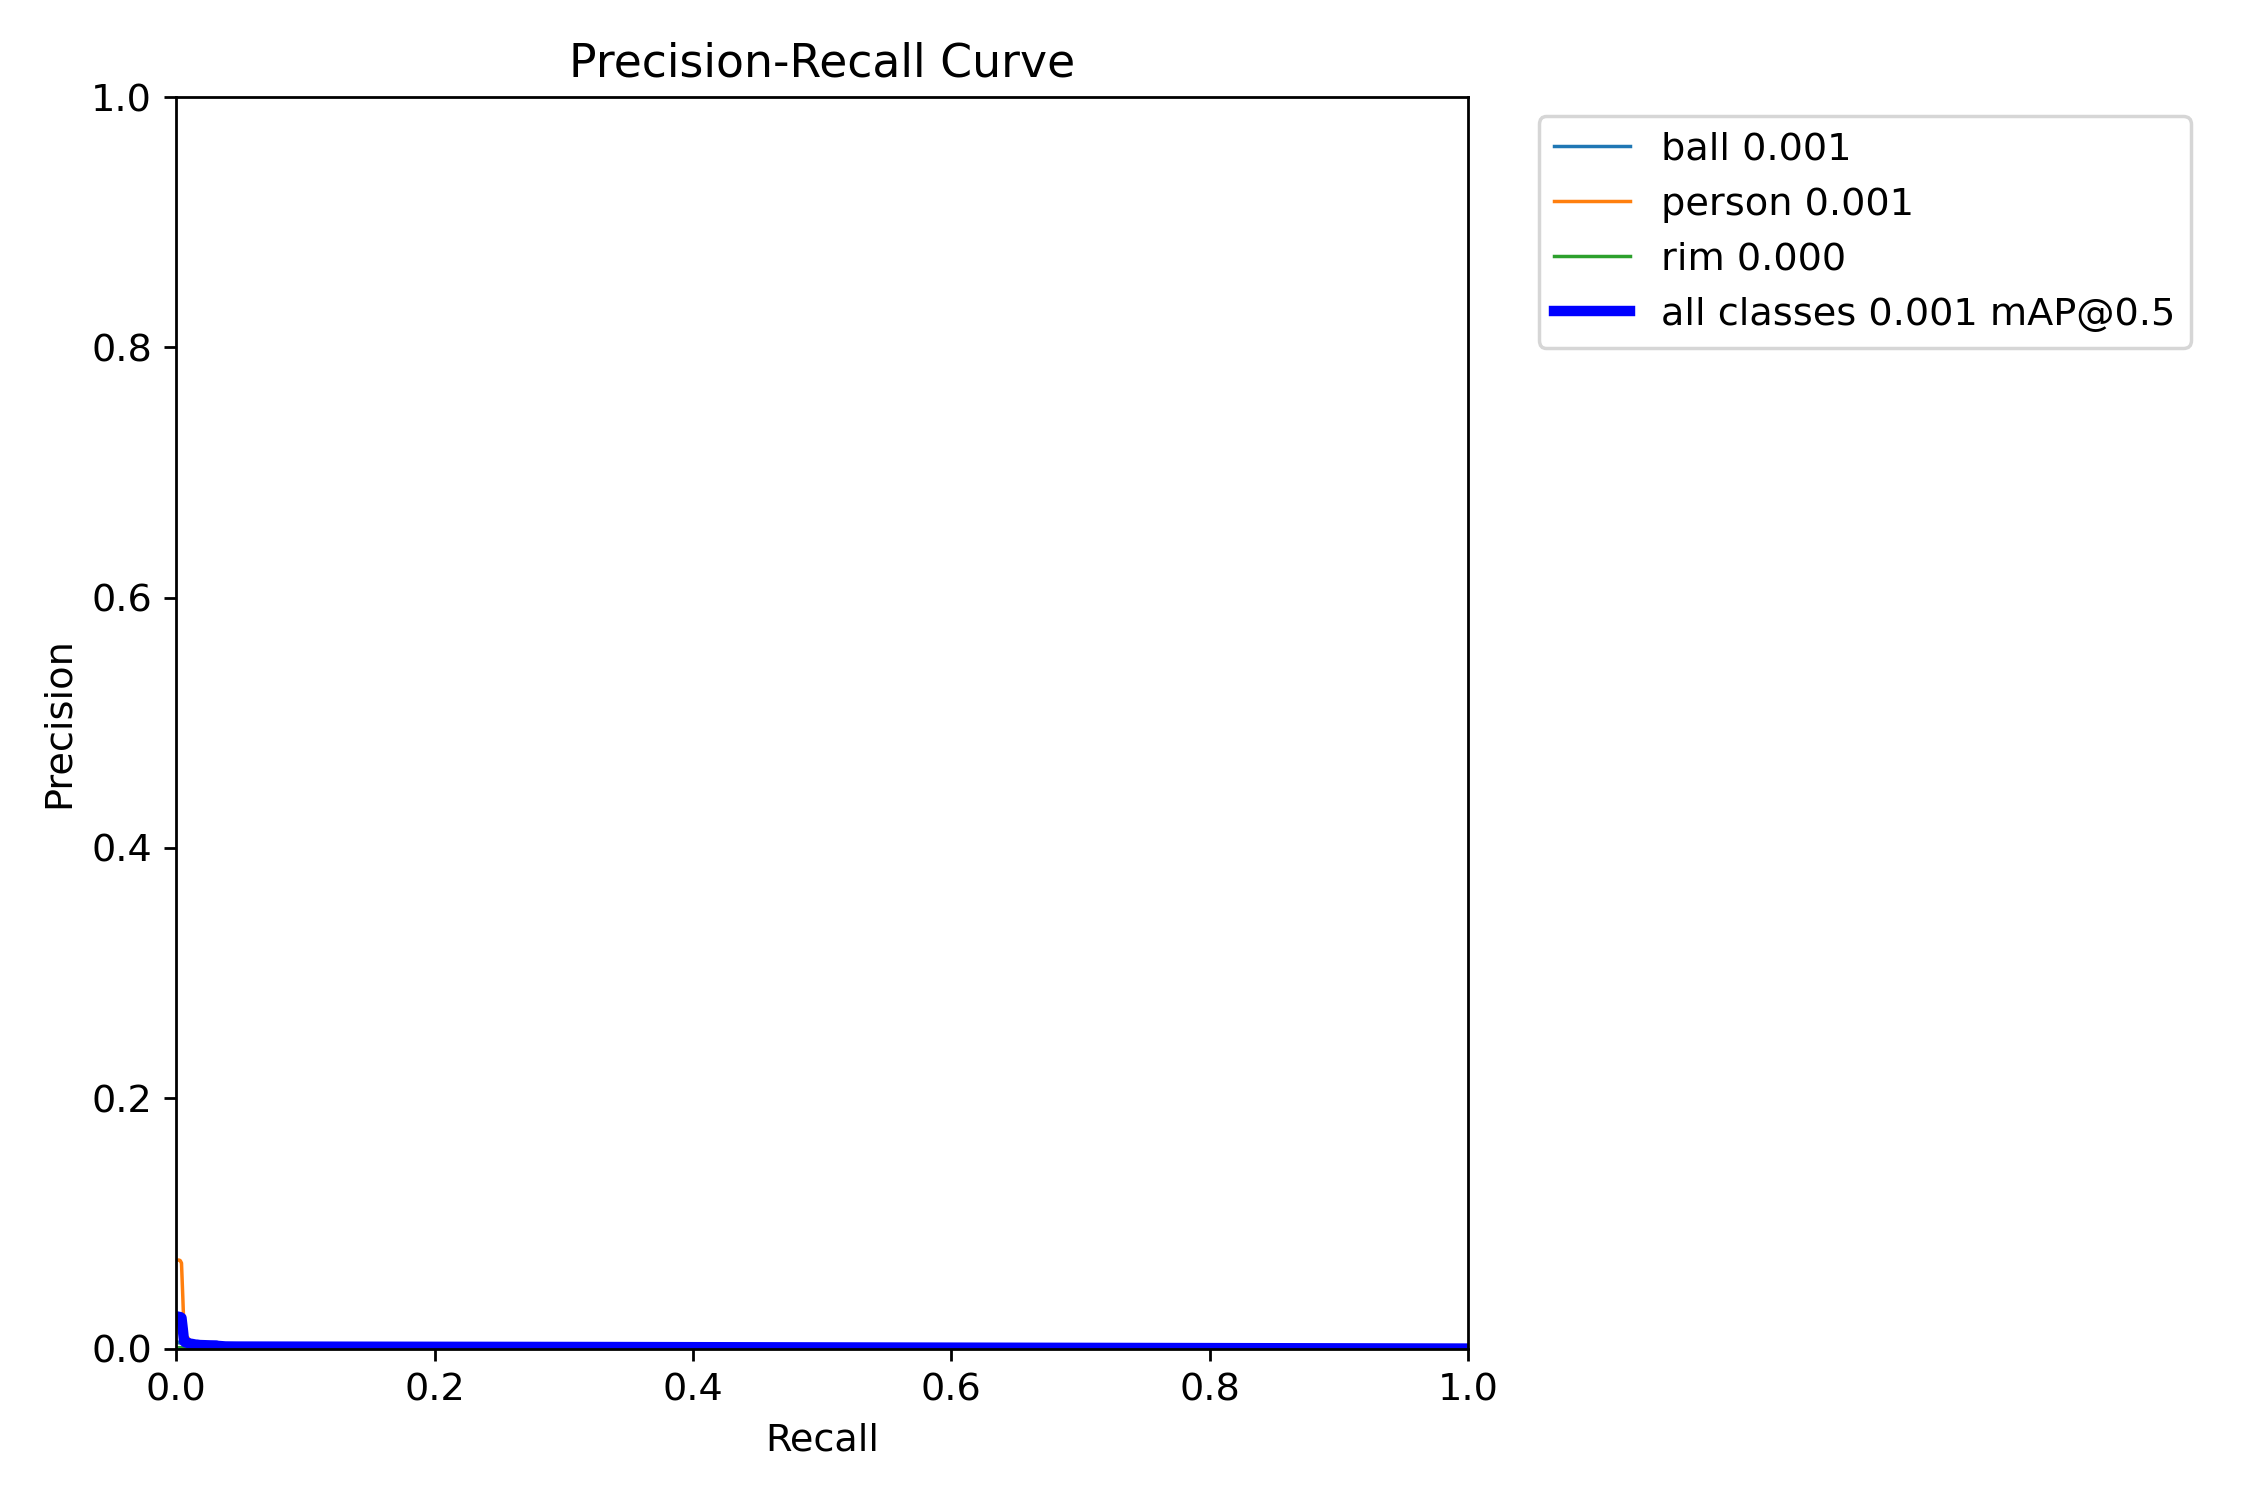 Precision-Recall Curve
1.0
0.8
0.6
0.4
0.2
0.0
Precision
0.0 0.2 0.4 0.6 0.8 1.0
Recall
ball 0.001
person 0.001
rim 0.000
all classes 0.001 mAP@0.5